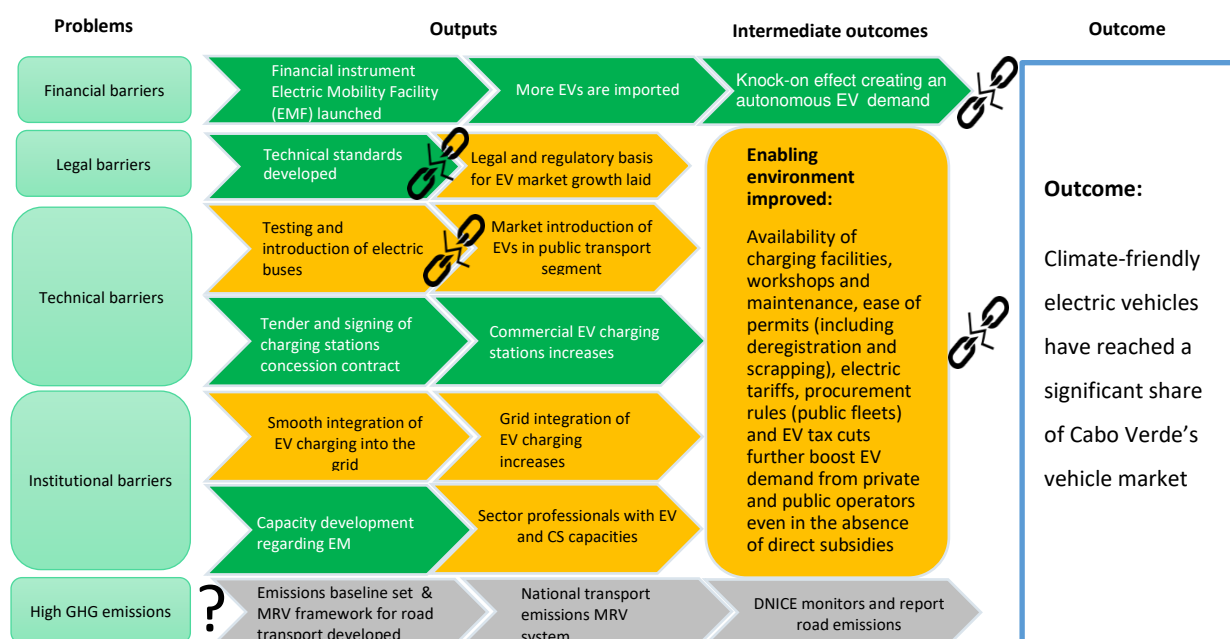 Problems
Outputs
Intermediate outcomes
Outcome
Financial barriers
Financial instrument
Electric Mobility Facility
(EMF) launched
More EVs are imported
Knock-on effect creating an
autonomous EV demand
Legal barriers
Technical standards
developed
Legal and regulatory basis
for EV market growth laid
Technical barriers
Testing and
introduction of electric
buses
Market introduction of
EVs in public transport
segment
Tender and signing of
charging stations
concession contract
Commercial EV charging
stations increases
Institutional barriers
Smooth integration of
EV charging into the
grid
Grid integration of
EV charging
increases
Capacity development
regarding EM
Sector professionals with EV
and CS capacities
Enabling
environment
improved:
Availability of
charging facilities,
workshops and
maintenance, ease of
permits (including
deregistration and
scrapping), electric
tariffs, procurement
rules (public fleets)
and EV tax cuts
further boost EV
demand from private
and public operators
even in the absence
of direct subsidies
Outcome:
Climate-friendly
electric vehicles
have reached a
significant share
of Cabo Verde's
vehicle market
High GHG emissions
?
Emissions baseline set &
MRV framework for road
transport developed
National transport
emissions MRV
system
DNICE monitors and report
road emissions